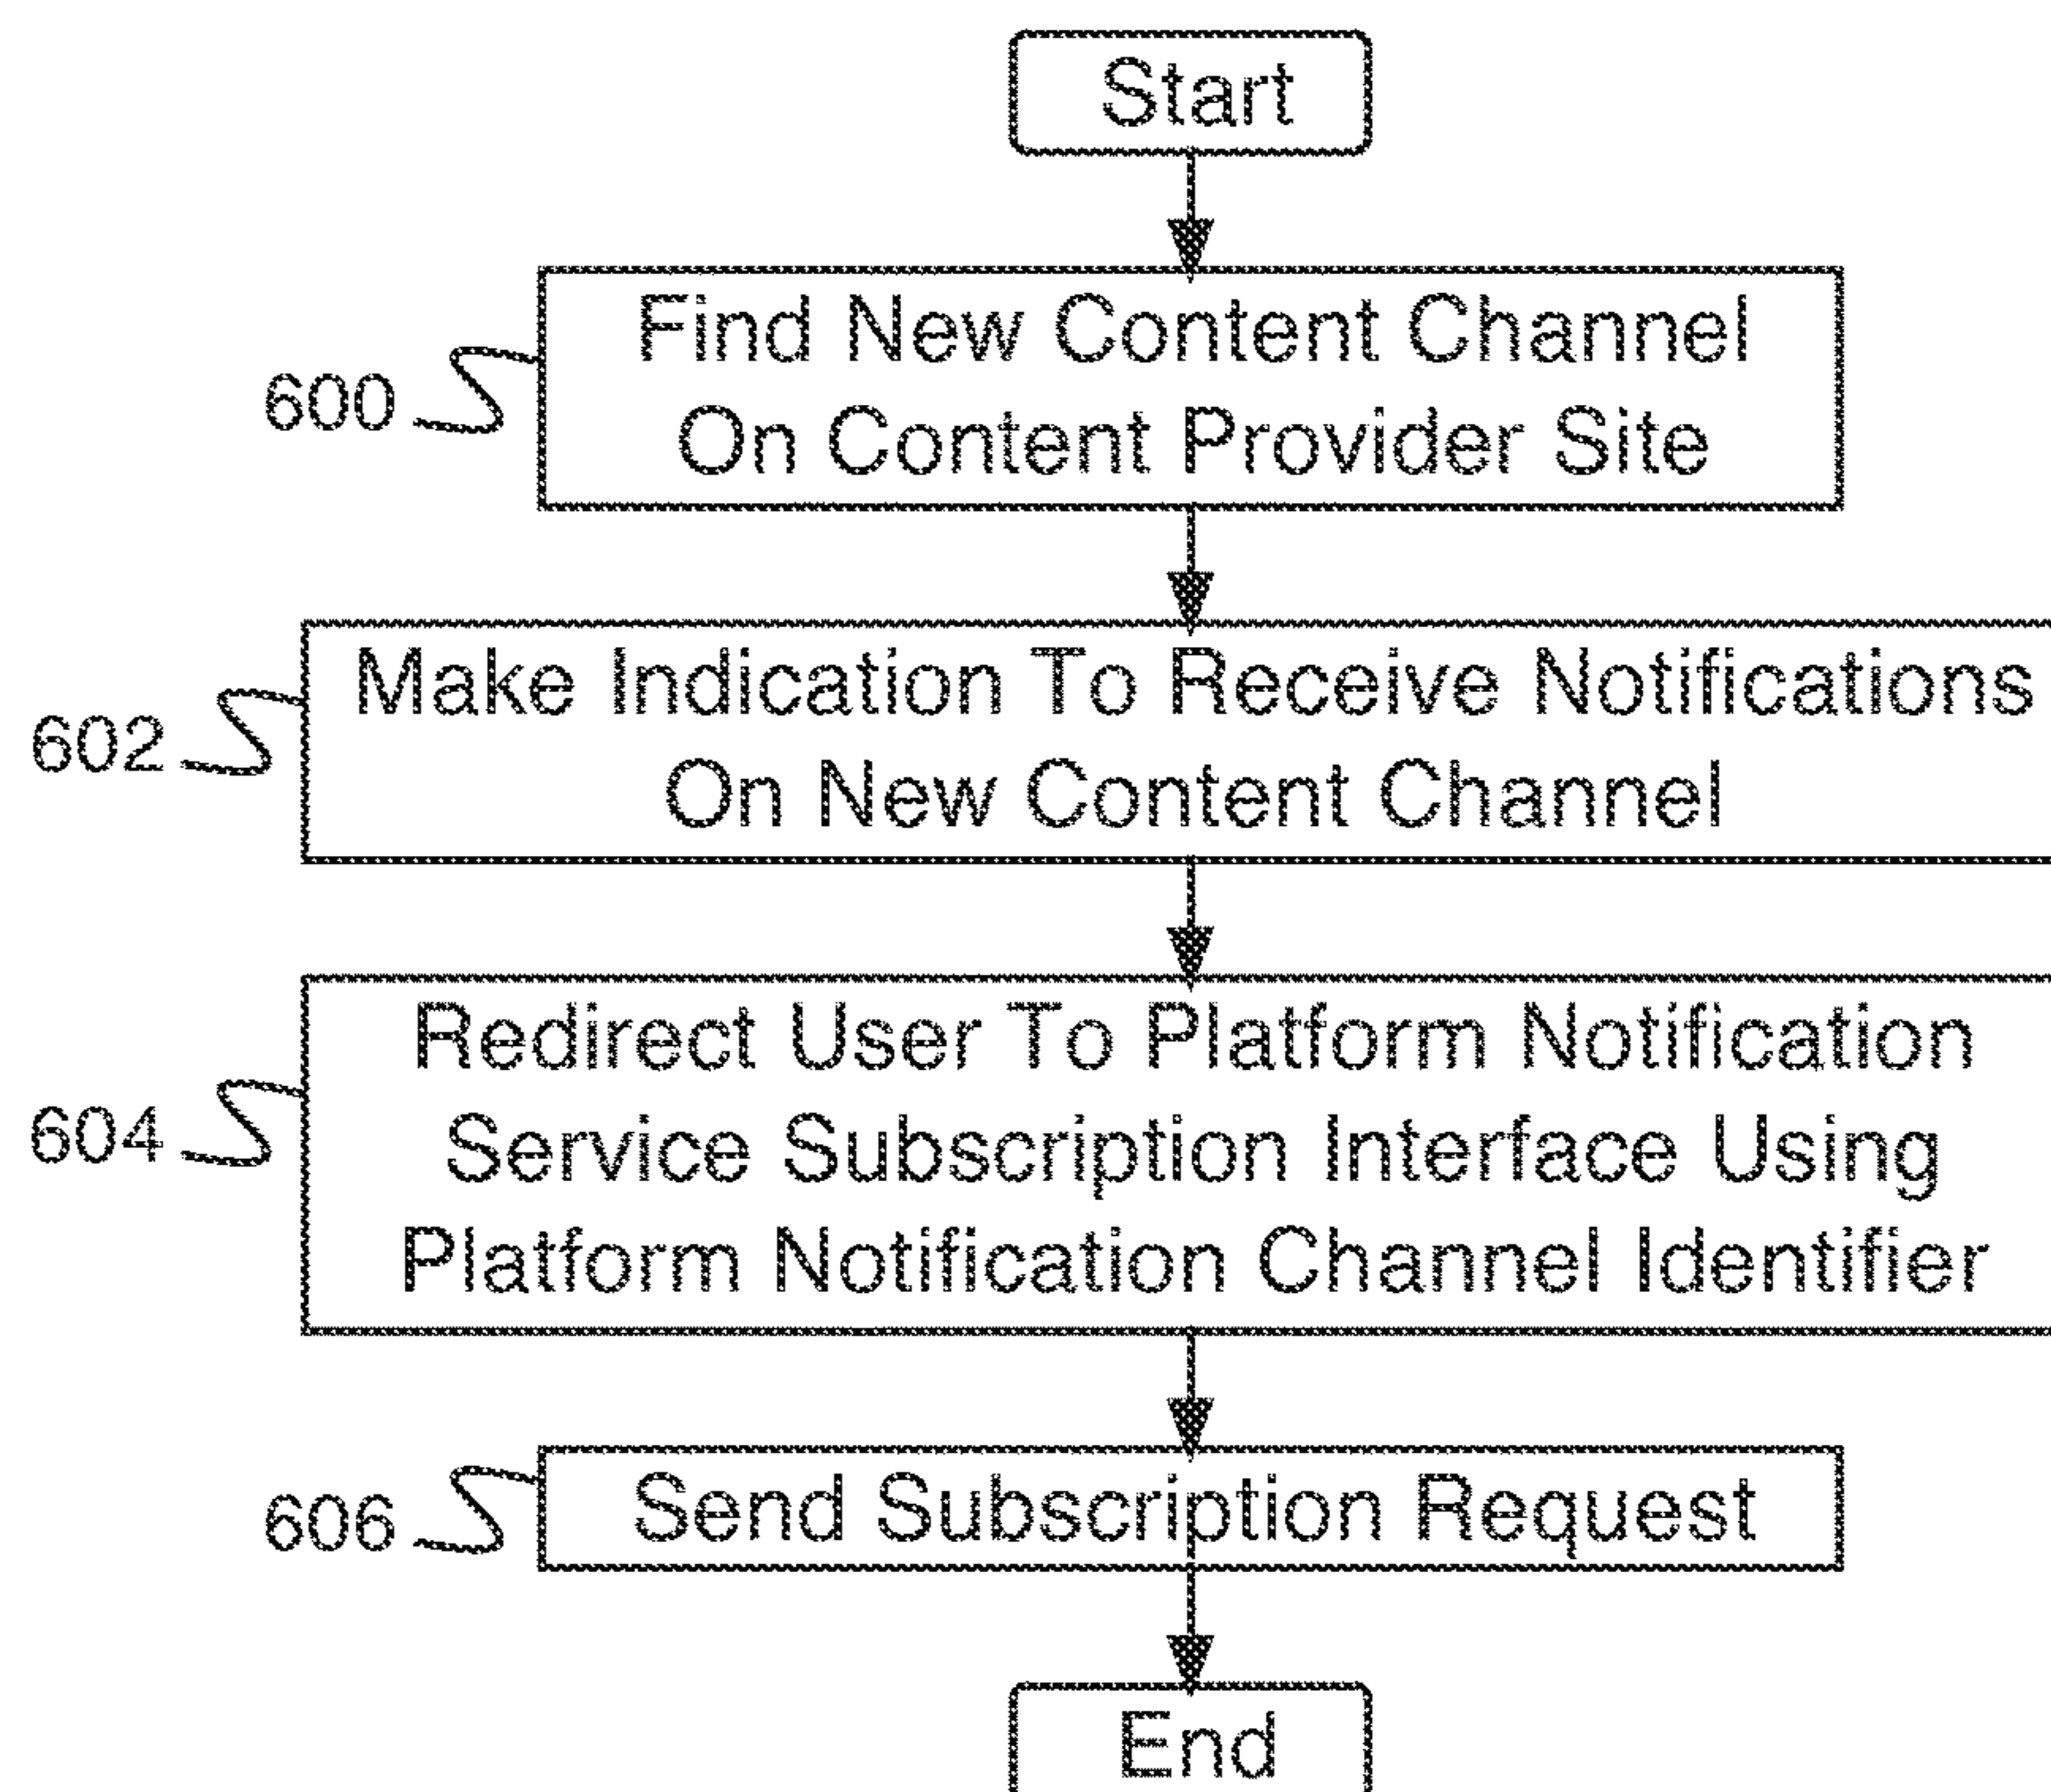 Start
600
Find New Content Channel
On Content Provider Site
602
Make Indication To Receive Notifications
On New Content Channel
604
Redirect User To Platform Notification
Service Subscription Interface Using
Platform Notification Channel Identifier
606
Send Subscription Request
End